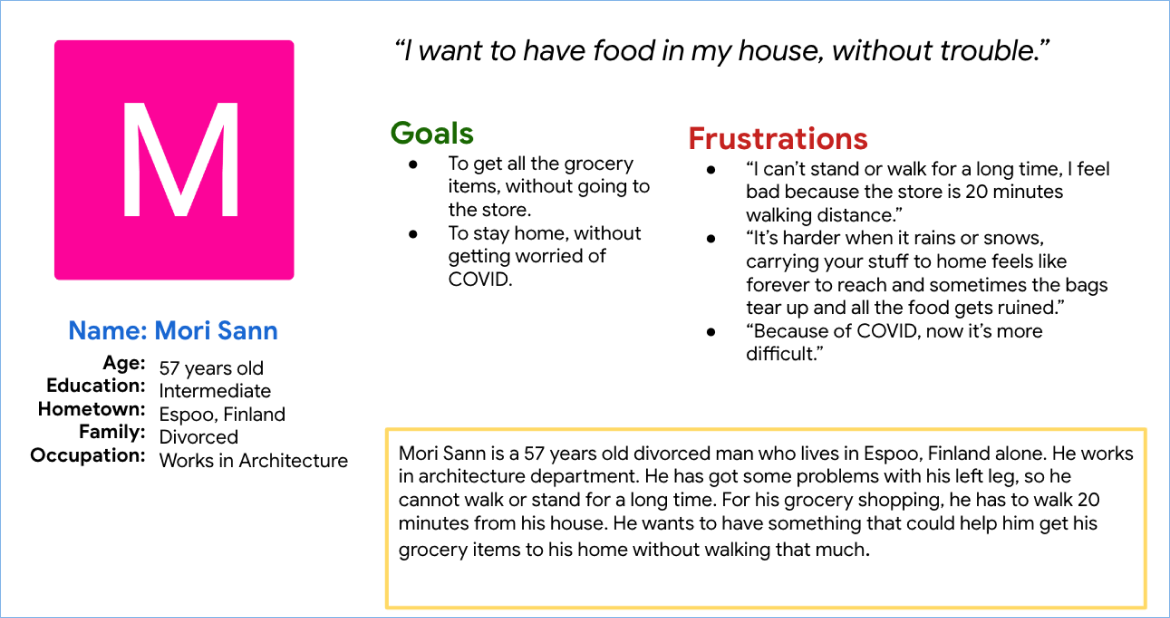 M
“I want to have food in my house, without trouble.”
Goals
● To get all the grocery
items, without going to
the store.
● To stay home, without
getting worried of
COVID.
Frustrations
● “I can’t stand or walk for a long time, I feel
bad because the store is 20 minutes
walking distance.”
● “It’s harder when it rains or snows,
carrying your stuff to home feels like
forever to reach and sometimes the bags
tear up and all the food gets ruined.”
● “Because of COVID, now it’s more
difficult.”
Name: Mori Sann
Age: 57 years old
Education: Intermediate
Hometown: Espoo, Finland
Family: Divorced
Occupation: Works in Architecture
Mori Sann is a 57 years old divorced man who lives in Espoo, Finland alone. He works
in architecture department. He has got some problems with his left leg, so he
cannot walk or stand for a long time. For his grocery shopping, he has to walk 20
minutes from his house. He wants to have something that could help him get his
grocery items to his home without walking that much.